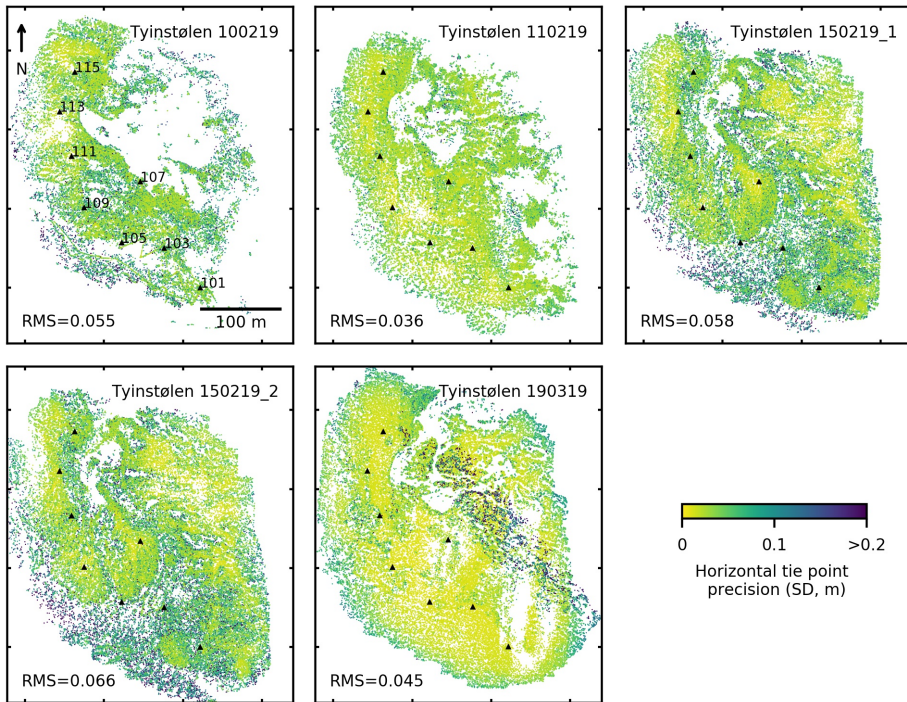 Tyinstølen 100219
N
115
113
111
107
109
105
103
101
100 m
RMS=0.055
Tyinstølen 110219
RMS=0.036
Tyinstølen 150219_1
RMS=0.058
Tyinstølen 150219_2
RMS=0.066
Tyinstølen 190319
RMS=0.045
0 0.1 >0.2
Horizontal tie point
precision (SD, m)